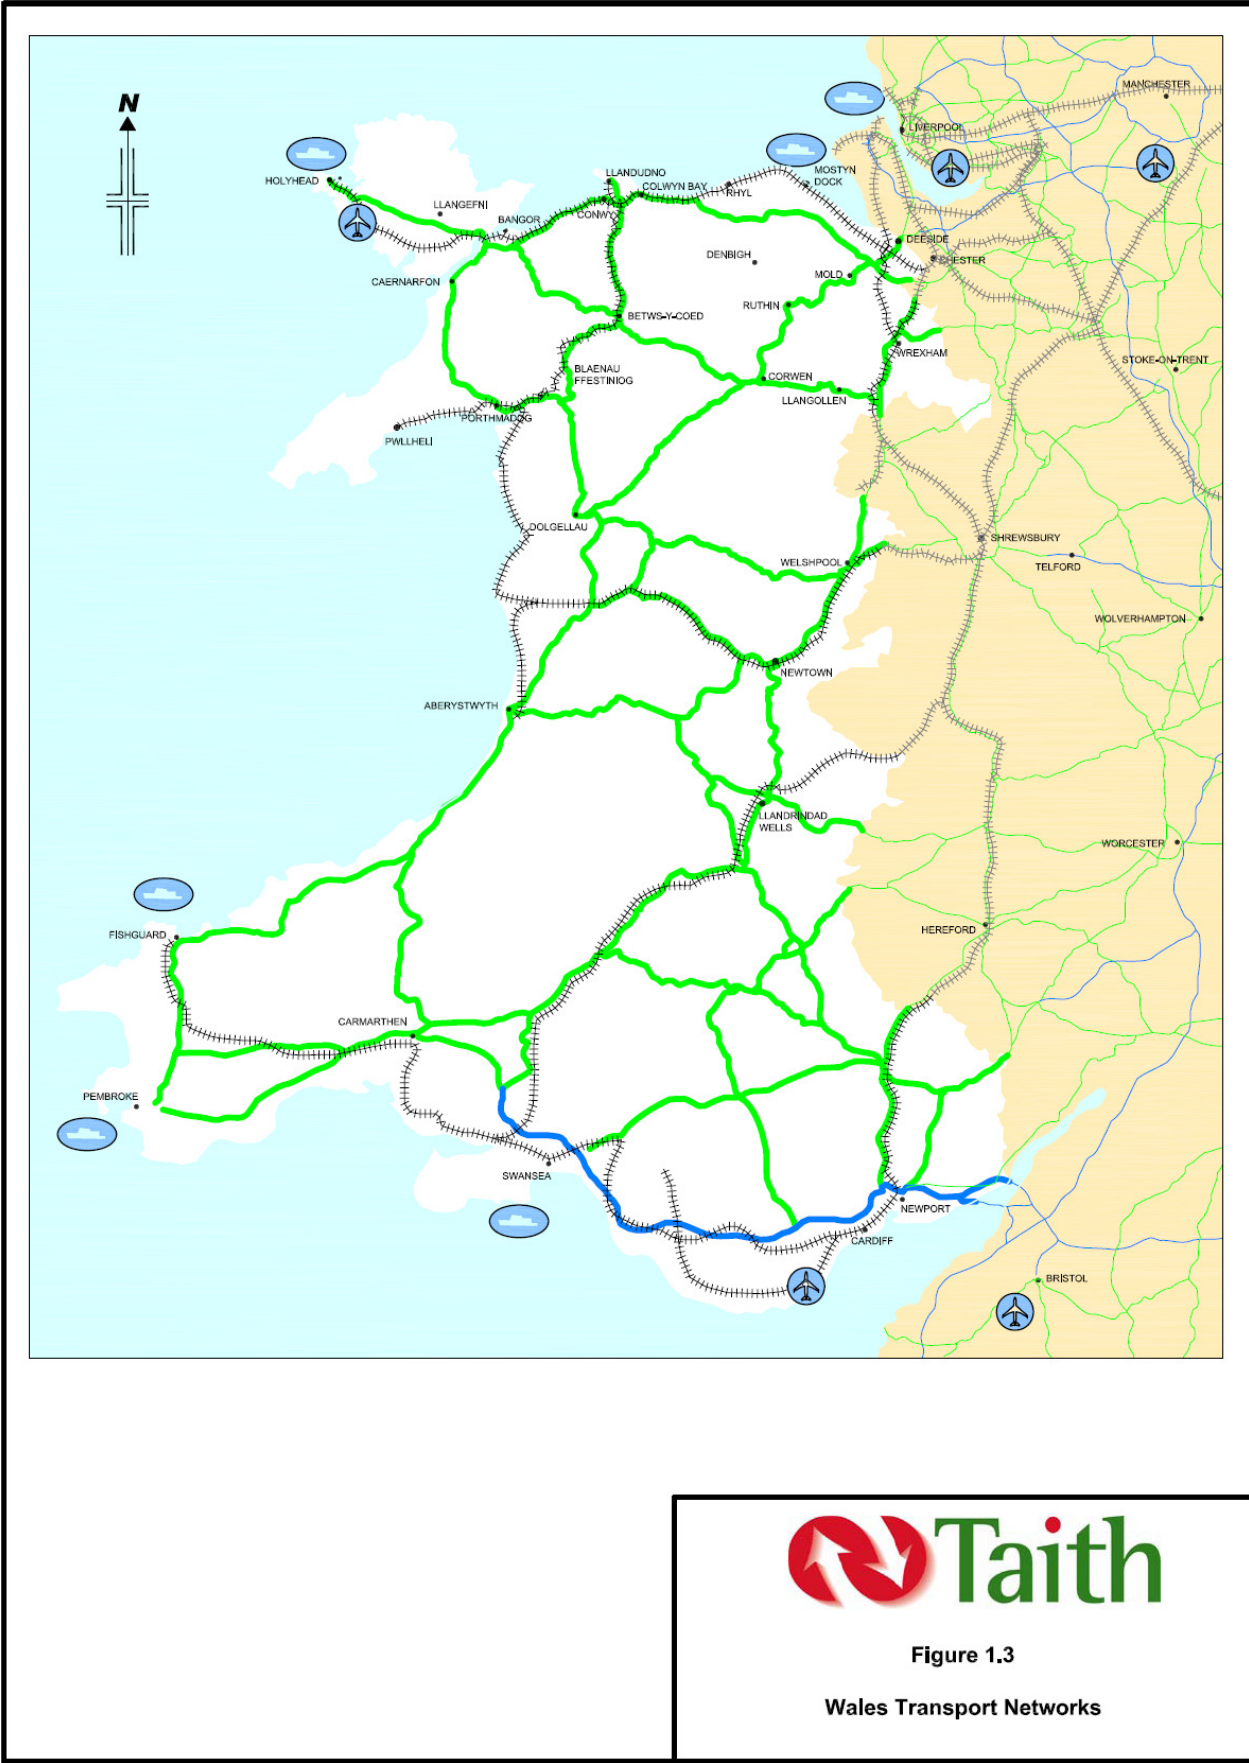 N
MANCHESTER
LIVERPOOL
HOLYHEAD
LLANDUDNO
MOSTYN
DOCK
COLWYN BAY
RHYL
LLANGEFNI
CONWY
BANGOR
DEESIDE
DENBIGH
CHESTER
CAERNARFON
MOLD
RUTHIN
BETWS-Y-COED
WREXHAM
STOKE-ON-TRENT
BLAENAU
FFESTINIOG
CORWEN
LLANGOLLEN
PORTHMADOG
PWLLHELI
DOLGELLAU
SHREWSBURY
WELSHPOOL
TELFORD
WOLVERHAMPTON
NEWTOWN
ABERYSTWYTH
LLANDRINDAD
WELLS
WORCESTER
FISHGUARD
HEREFORD
CARMARTHEN
PEMBROKE
SWANSEA
NEWPORT
CARDIFF
BRISTOL
Taith
Figure 1.3
Wales Transport Networks